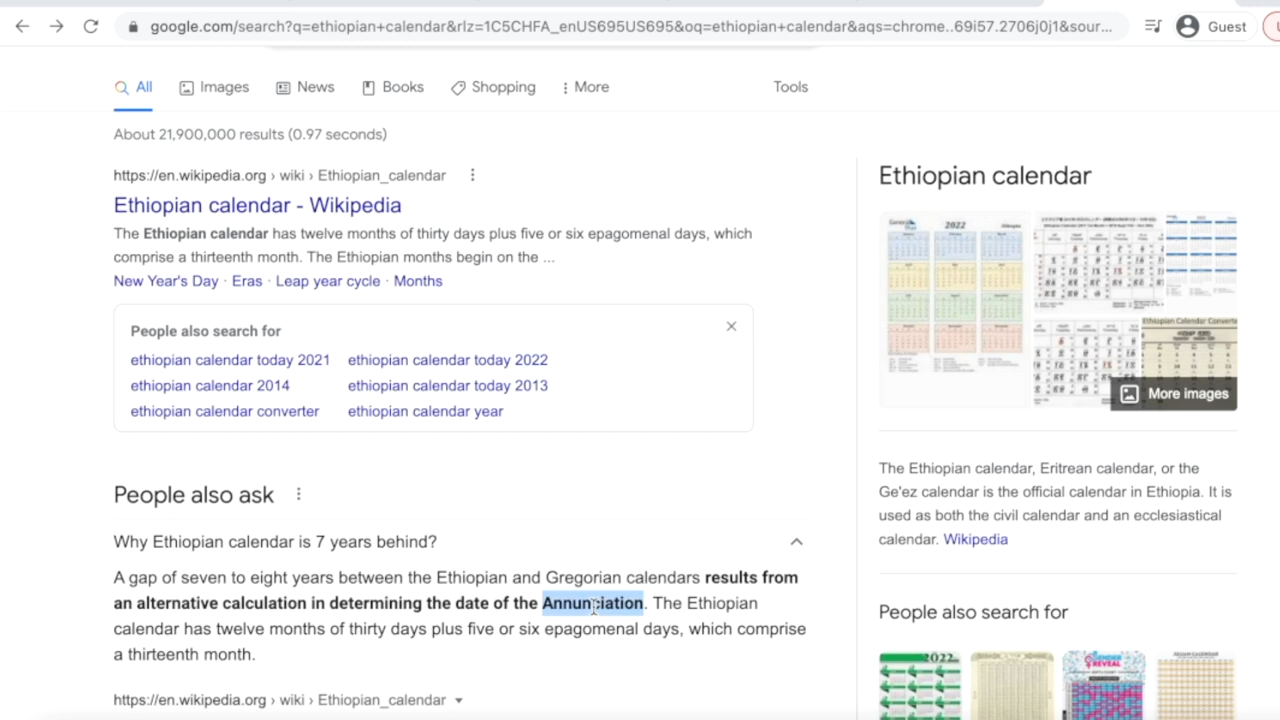 google.com/search?q=ethiopian+calendar&rlz=1C5CHFA_enUS695US695&oq=ethiopian+calendar&aqs=chrome..69i57.2706j0j1&sour...
Guest
All
Images
News
Books
Shopping
More
Tools
About 21,900,000 results (0.97 seconds)
https://en.wikipedia.org › wiki › Ethiopian_calendar
Ethiopian calendar - Wikipedia
The Ethiopian calendar has twelve months of thirty days plus five or six epagomenal days, which
comprise a thirteenth month. The Ethiopian months begin on the ...
New Year's Day · Eras · Leap year cycle · Months
People also search for
ethiopian calendar today 2021
ethiopian calendar today 2022
ethiopian calendar 2014
ethiopian calendar today 2013
ethiopian calendar converter
ethiopian calendar year
People also ask
Why Ethiopian calendar is 7 years behind?
A gap of seven to eight years between the Ethiopian and Gregorian calendars results from
an alternative calculation in determining the date of the Annunciation. The Ethiopian
calendar has twelve months of thirty days plus five or six epagomenal days, which comprise
a thirteenth month.
https://en.wikipedia.org › wiki › Ethiopian_calendar
Ethiopian calendar
2022
Ethiopian Calendar Converte
More images
The Ethiopian calendar, Eritrean calendar, or the
Ge'ez calendar is the official calendar in Ethiopia. It is
used as both the civil calendar and an ecclesiastical
calendar. Wikipedia
People also search for
2022
GENDER
REVEAL